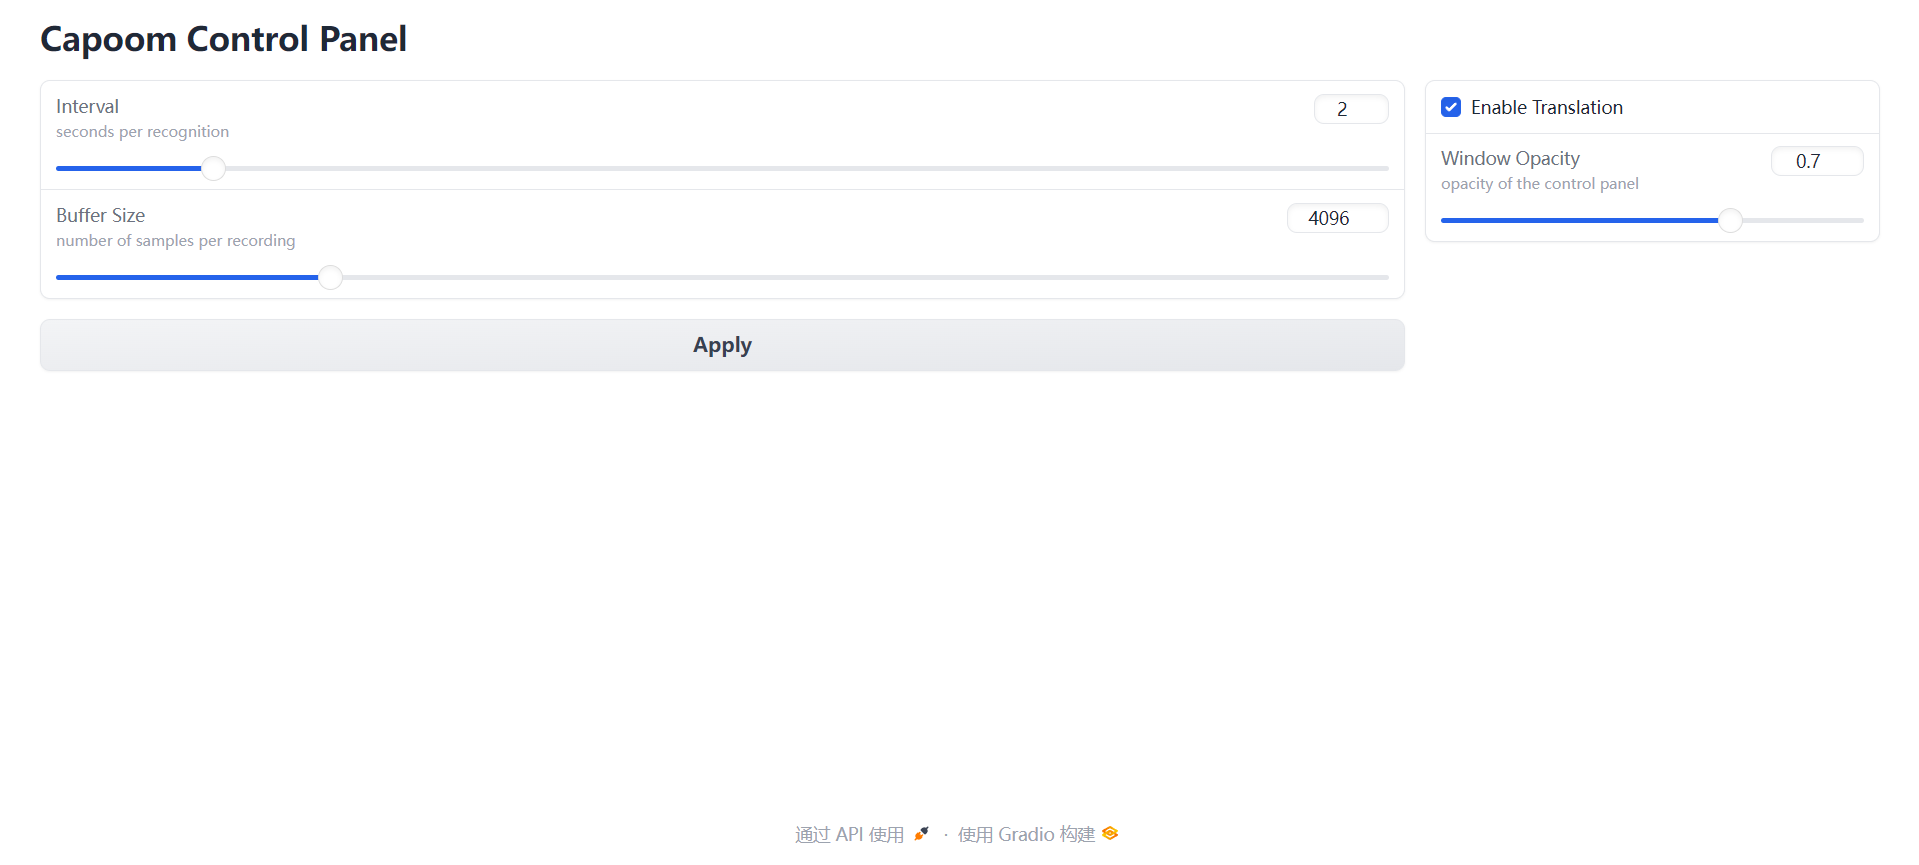 Capoom Control Panel
Interval
2
seconds per recognition
Buffer Size
4096
number of samples per recording
Apply
Enable Translation
Window Opacity
0.7
opacity of the control panel
通过 API 使用 · 使用 Gradio 构建